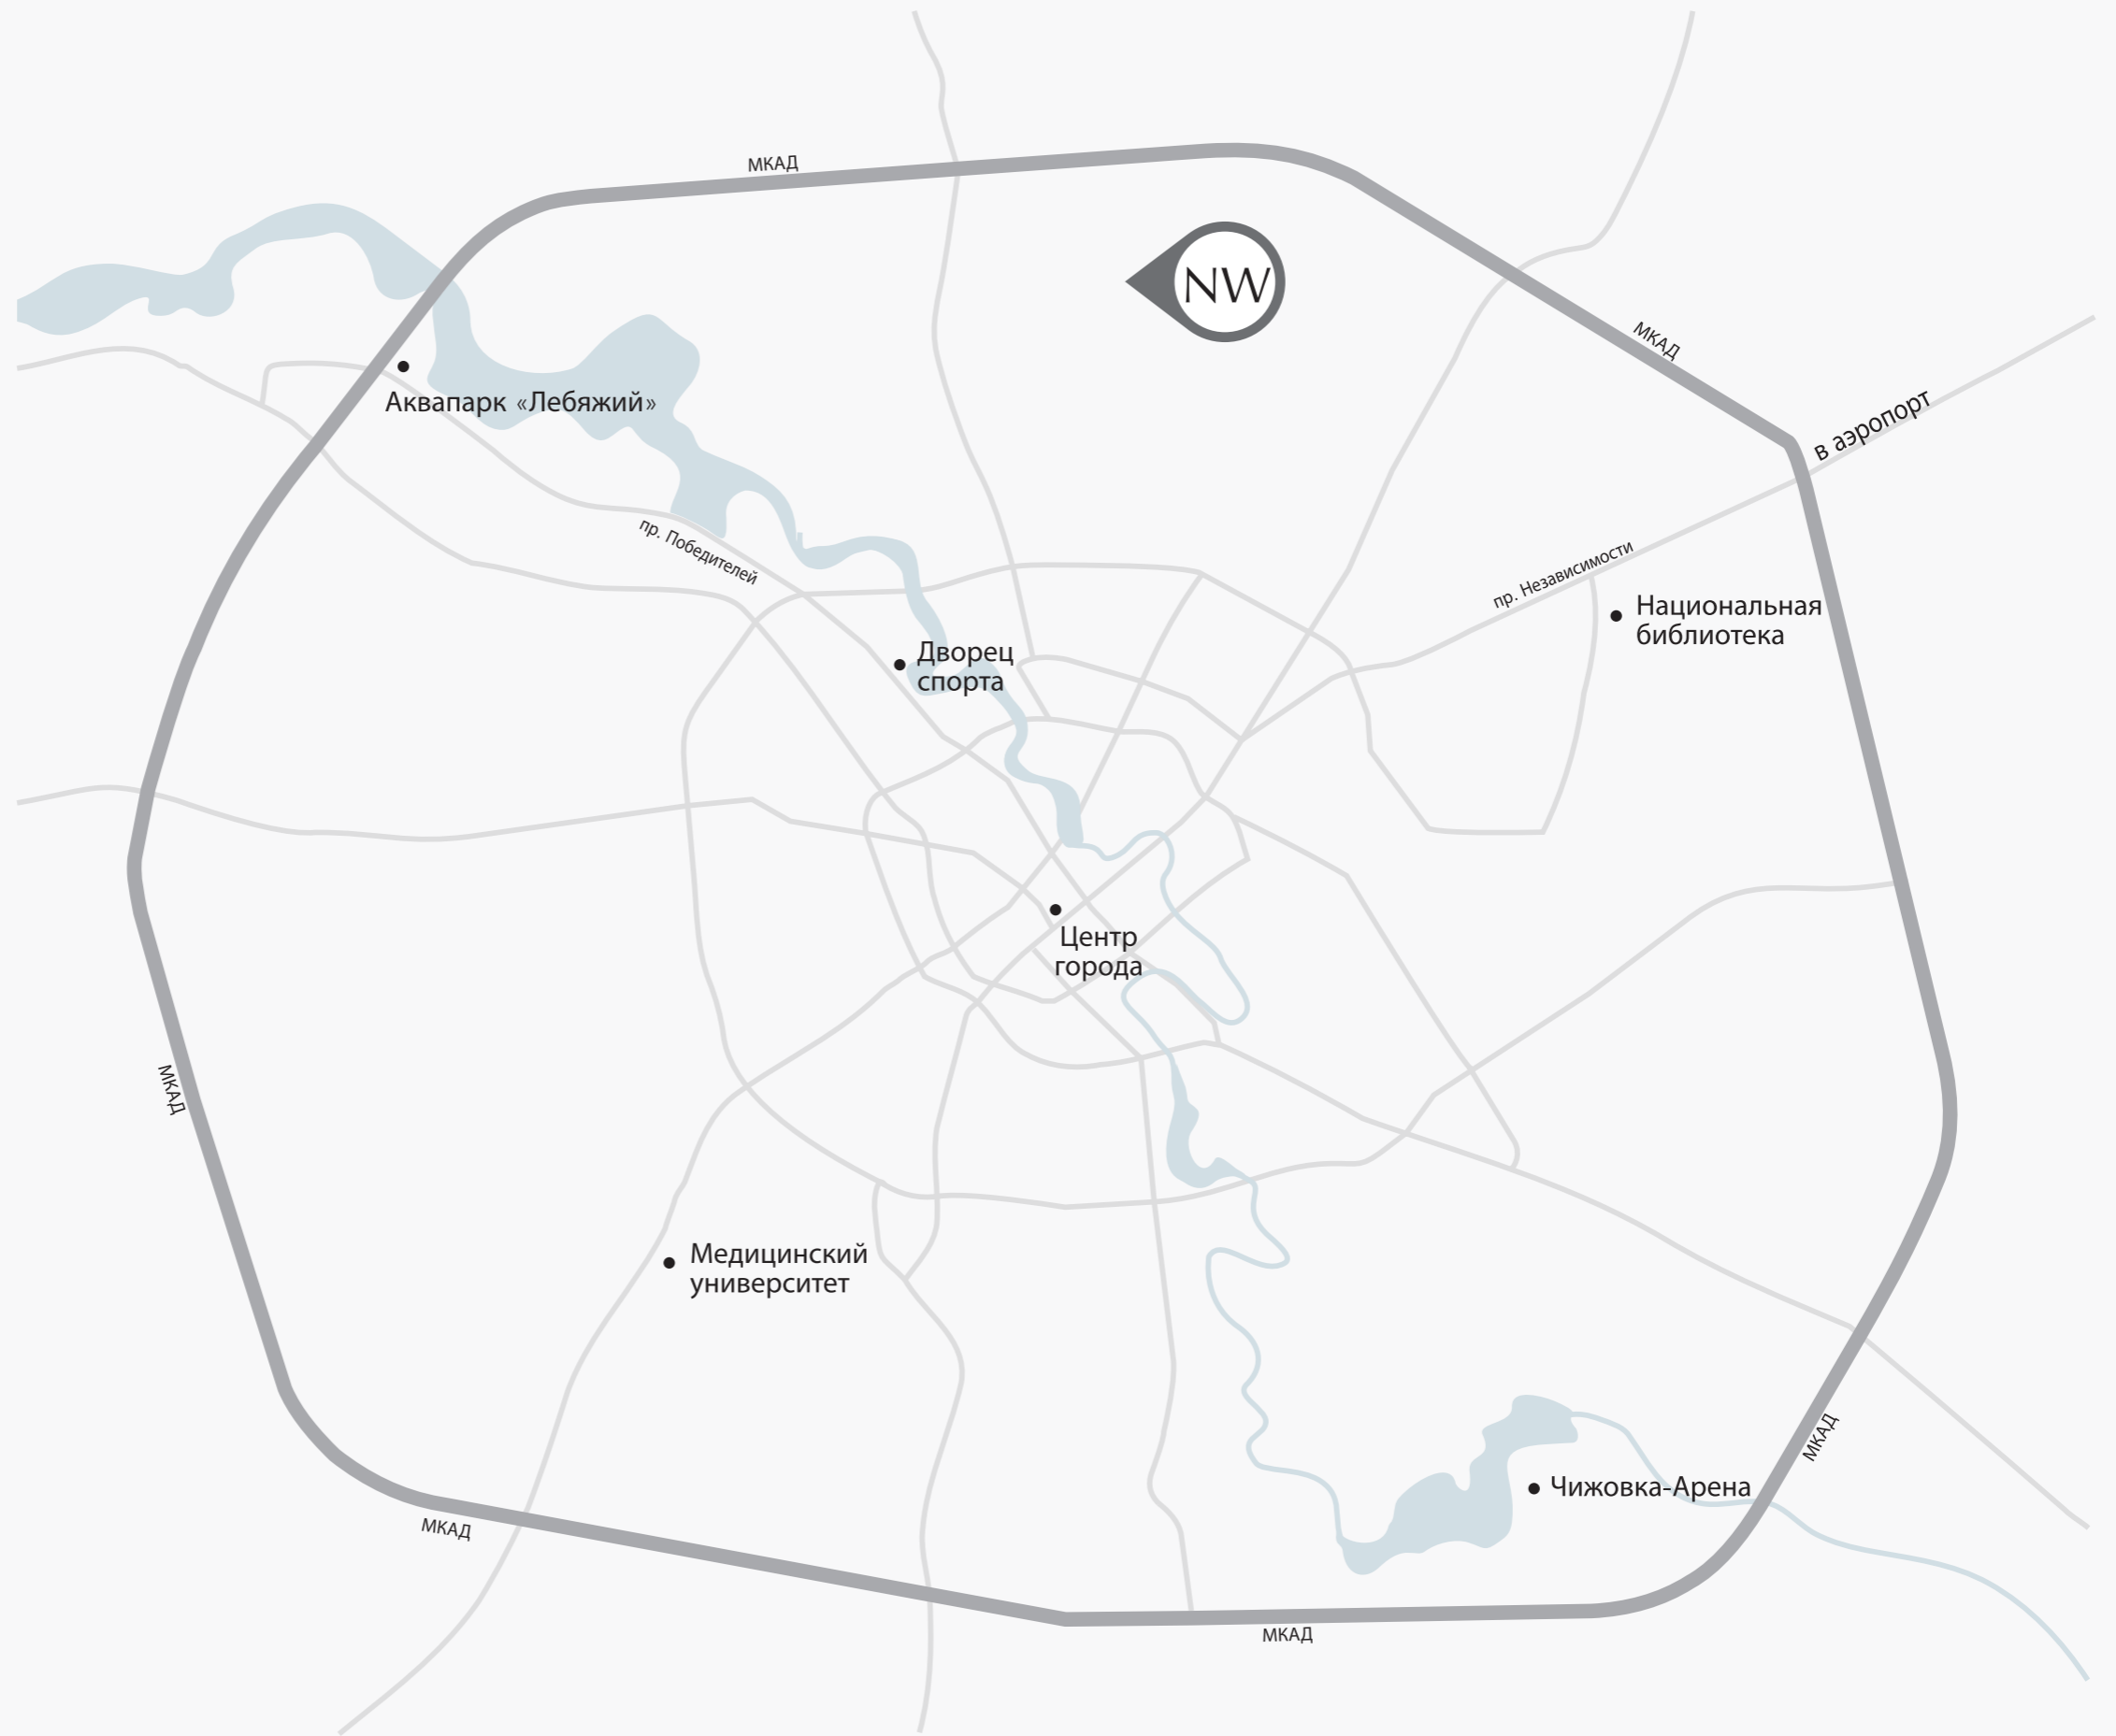 МКАД
NW
МКАД
в аэропорт
Аквапарк «Лебяжий»
пр. Победителей
пр. Независимости
Национальная
библиотека
Дворец
спорта
Центр
города
МКАД
Медицинский
университет
МКАД
Чижовка-Арена
МКАД
МКАД